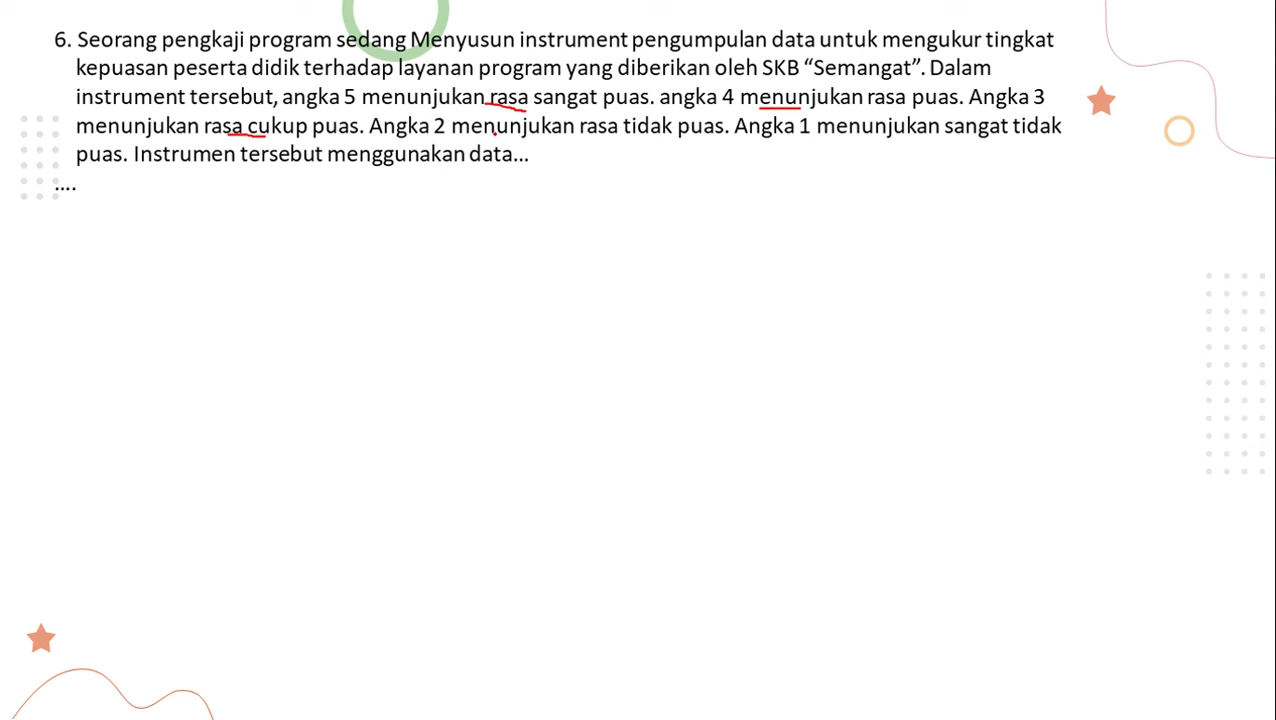 6. Seorang pengkaji program sedang Menyusun instrument pengumpulan data untuk mengukur tingkat
kepuasan peserta didik terhadap layanan program yang diberikan oleh SKB “Semangat”. Dalam
instrument tersebut, angka 5 menunjukan rasa sangat puas. angka 4 menunjukan rasa puas. Angka 3
menunjukan rasa cukup puas. Angka 2 menunjukan rasa tidak puas. Angka 1 menunjukan sangat tidak
puas. Instrumen tersebut menggunakan data...
....